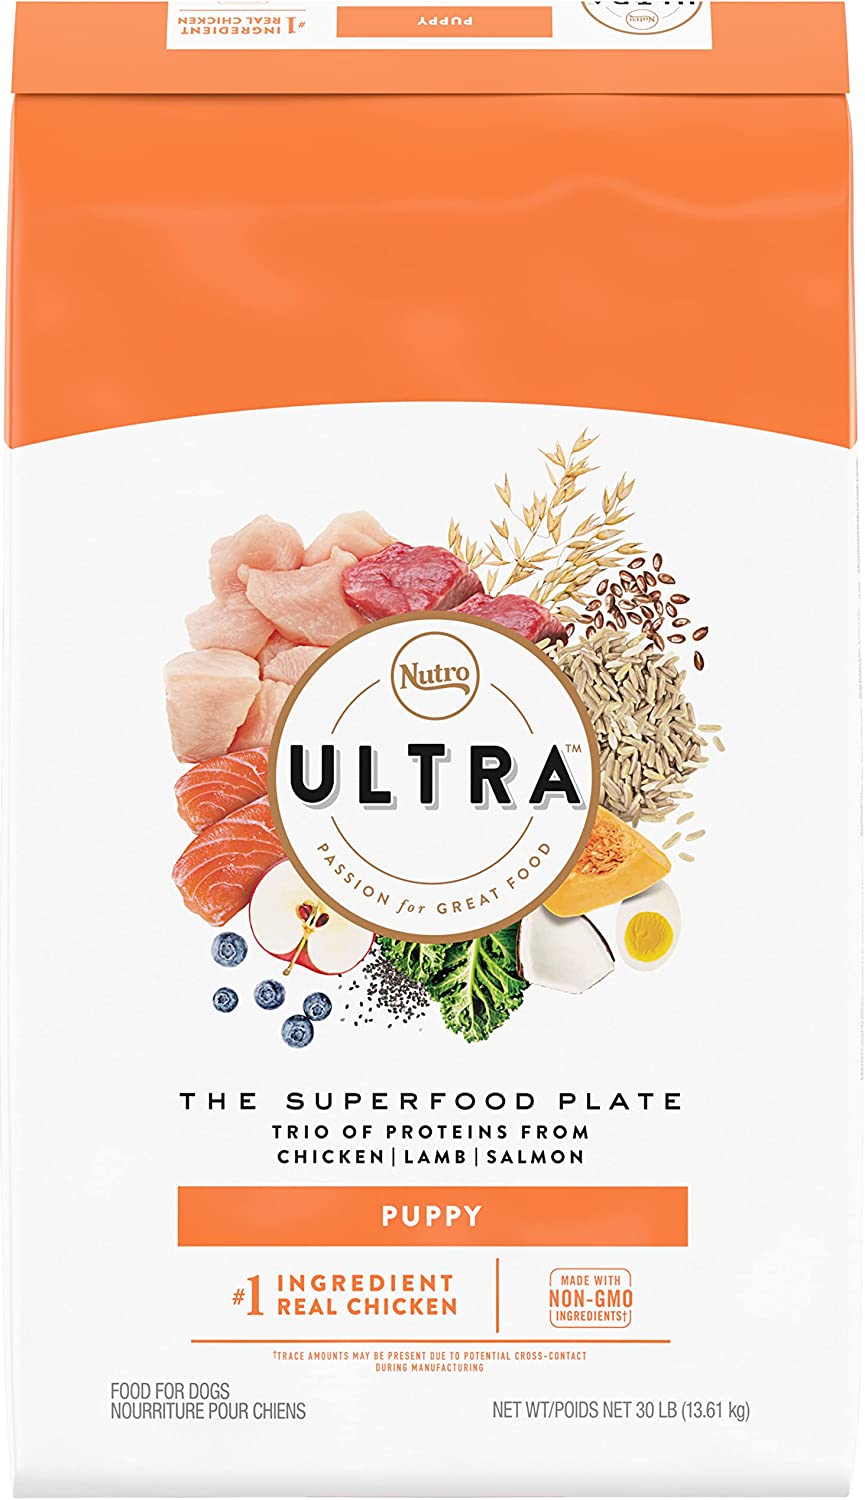 #1 INGREDIENT
REAL CHICKEN
PUPPY
Nutro
ULTRA
Nutro
ULTRA™
PASSION for GREAT FOOD
THE SUPERFOOD PLATE
TRIO OF PROTEINS FROM
CHICKEN | LAMB | SALMON
PUPPY
#1 INGREDIENT
REAL CHICKEN
MADE WITH
NON-GMO
INGREDIENTS†
†TRACE AMOUNTS MAY BE PRESENT DUE TO POTENTIAL CROSS-CONTACT
DURING MANUFACTURING
FOOD FOR DOGS
NOURRITURE POUR CHIENS
NET WT/POIDS NET 30 LB (13.61 kg)